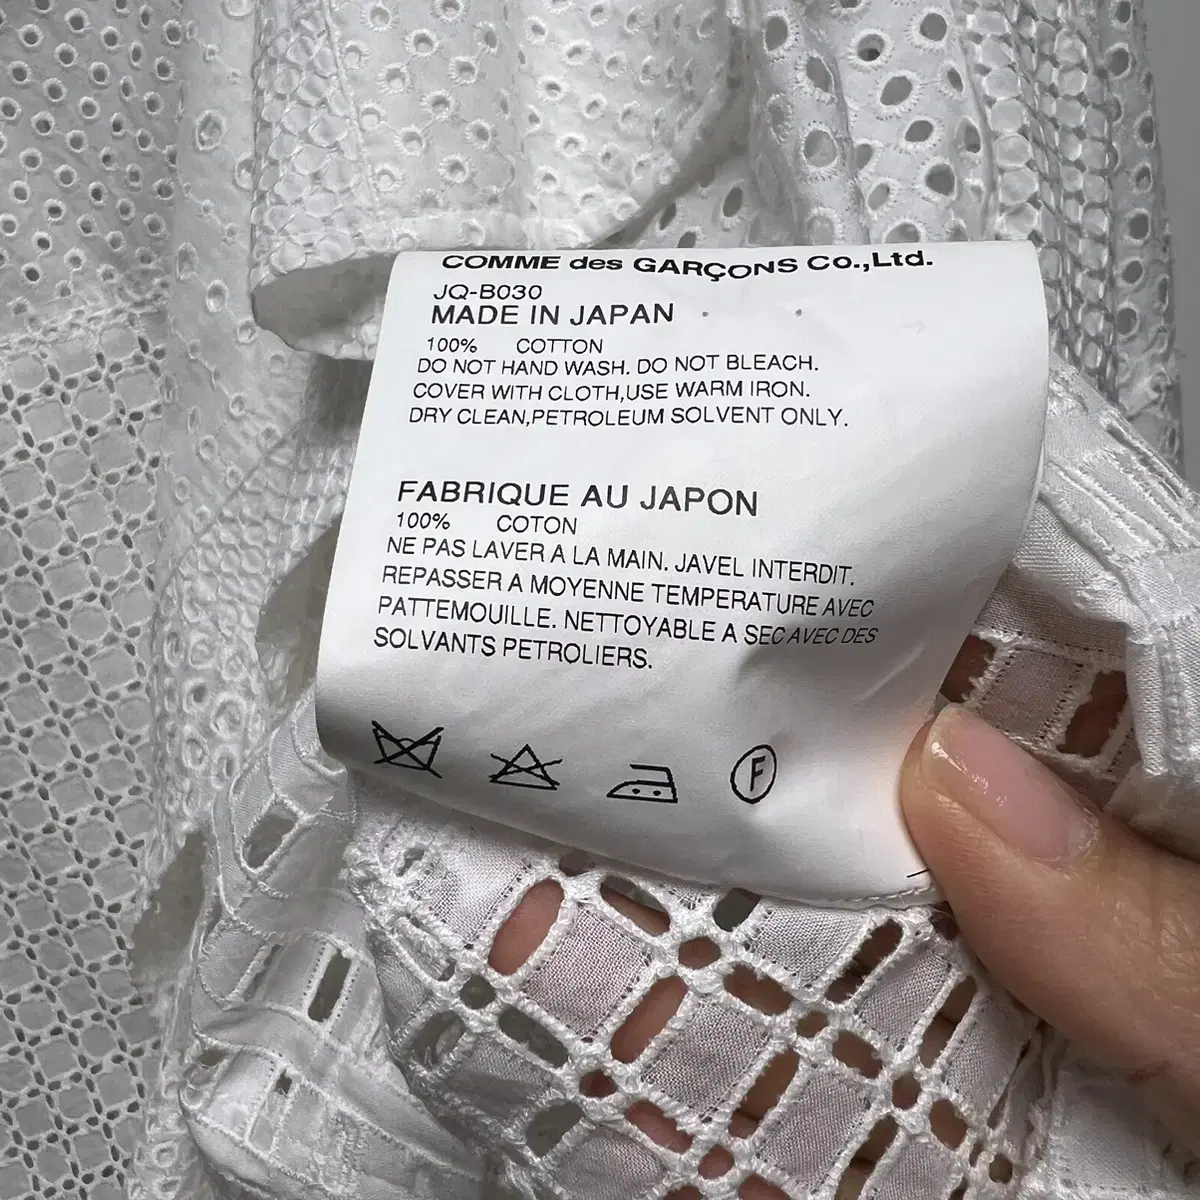 COMME des GARÇONS Co.,Ltd.
JQ-B030
MADE IN JAPAN
100% COTTON
DO NOT HAND WASH. DO NOT BLEACH.
COVER WITH CLOTH,USE WARM IRON.
DRY CLEAN,PETROLEUM SOLVENT ONLY.
FABRIQUE AU JAPON
100% COTON
NE PAS LAVER A LA MAIN. JAVEL INTERDIT.
REPASSER A MOYENNE TEMPERATURE AVEC
PATTEMOUILLE. NETTOYABLE A SEC AVEC DES
SOLVANTS PETROLIERS.
F